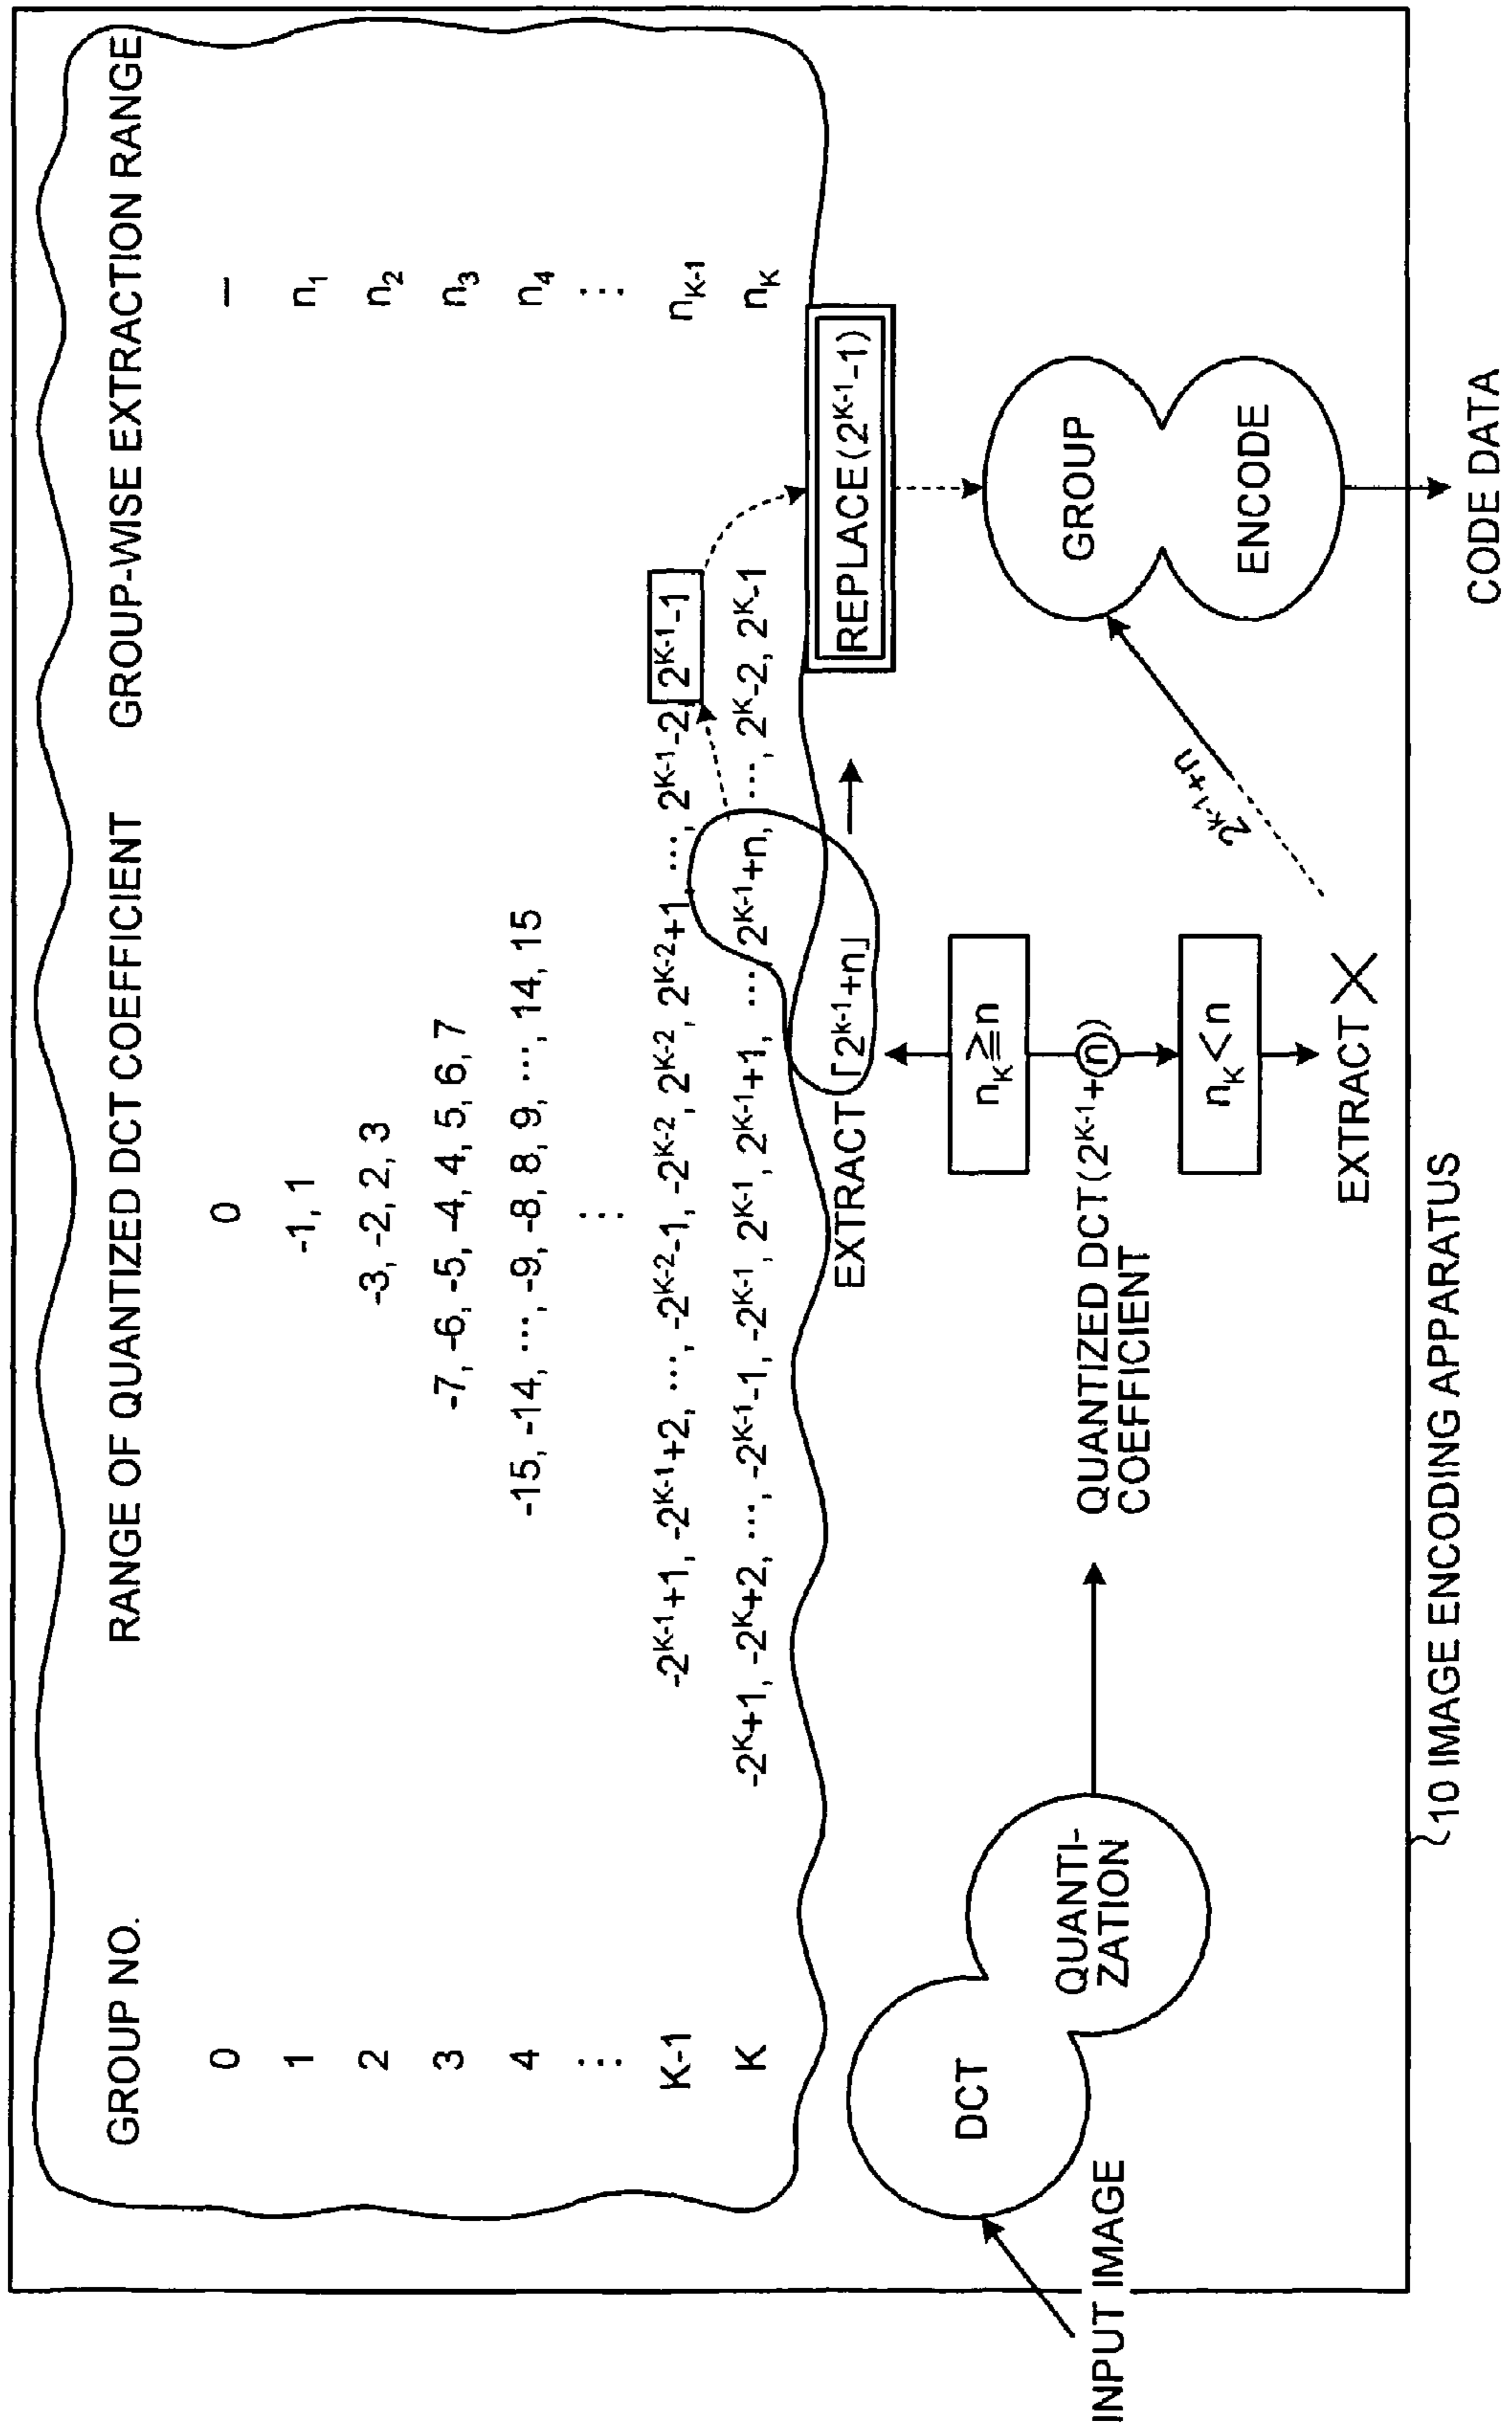 GROUP NO. RANGE OF QUANTIZED DCT COEFFICIENT GROUP-WISE EXTRACTION RANGE
0 0 —
1 -1, 1 n₁
2 -3, -2, 2, 3 n₂
3 -7, -6, -5, -4, 4, 5, 6, 7 n₃
4 -15, -14, ⋯, -9, -8, 8, 9, ⋯, 14, 15 n₄
⋮ ⋮ ⋮
K-1 -2ᴷ⁻¹+1, -2ᴷ⁻¹+2, ⋯, -2ᴷ⁻²-1, -2ᴷ⁻², 2ᴷ⁻², 2ᴷ⁻²+1, ⋯, 2ᴷ⁻¹-2, 2ᴷ⁻¹-1 n_K-1
K -2ᴷ+1, -2ᴷ+2, ⋯, -2ᴷ⁻¹-1, -2ᴷ⁻¹, 2ᴷ⁻¹, 2ᴷ⁻¹+1, ⋯ 2ᴷ⁻¹+n, ⋯, 2ᴷ-2, 2ᴷ-1 n_K
EXTRACT「2ᵏ⁻¹+n」
REPLACE(2ᴷ⁻¹-1)
n_K≧n
INPUT IMAGE
DCT
QUANTI-
ZATION
QUANTIZED DCT(2ᴷ⁻¹+n)
COEFFICIENT
n_K<n
EXTRACT ×
2ᵏ⁻¹+n
GROUP
ENCODE
CODE DATA
10 IMAGE ENCODING APPARATUS